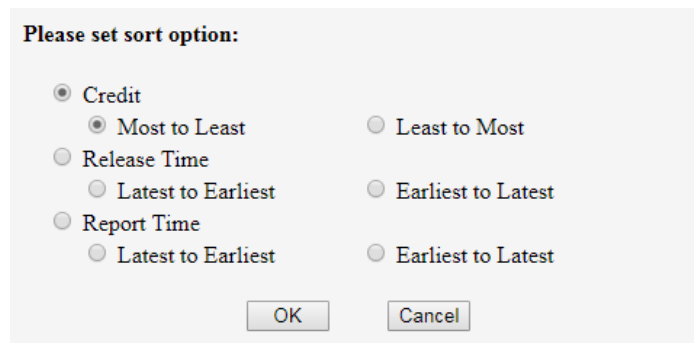 Please set sort option:
Credit
Most to Least Least to Most
Release Time
Latest to Earliest Earliest to Latest
Report Time
Latest to Earliest Earliest to Latest
OK Cancel